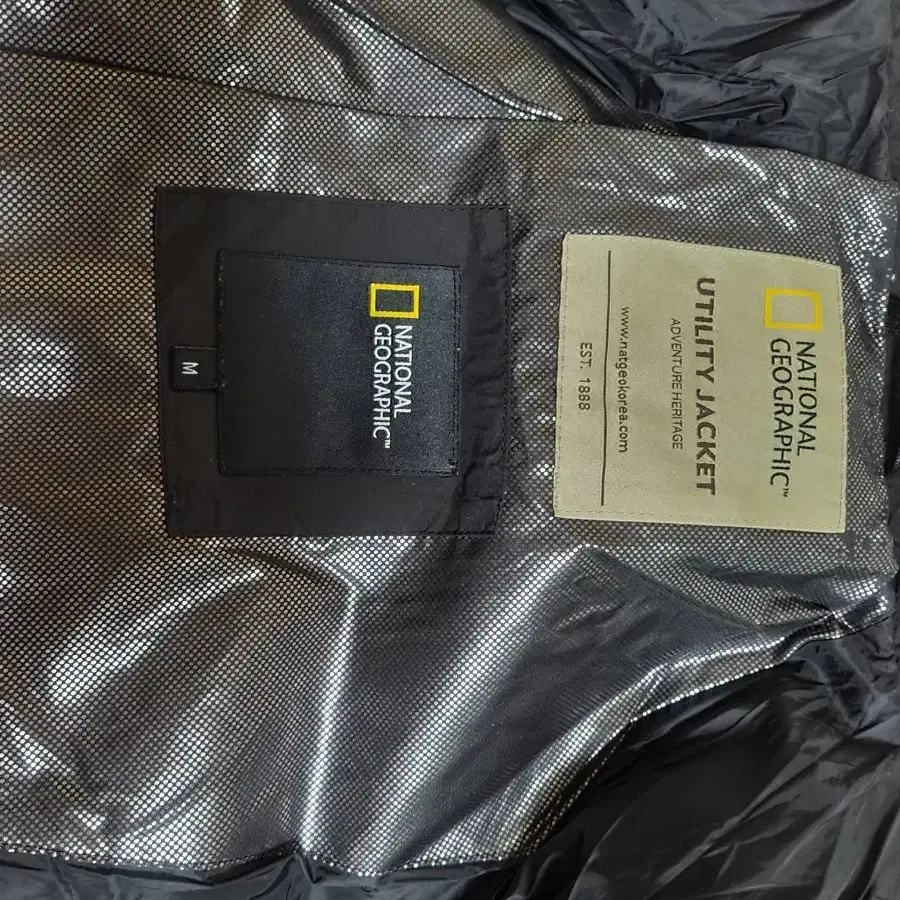 NATIONAL
GEOGRAPHIC™
UTILITY JACKET
ADVENTURE HERITAGE
www.natgeokorea.com
EST. 1888
NATIONAL
GEOGRAPHIC™
M